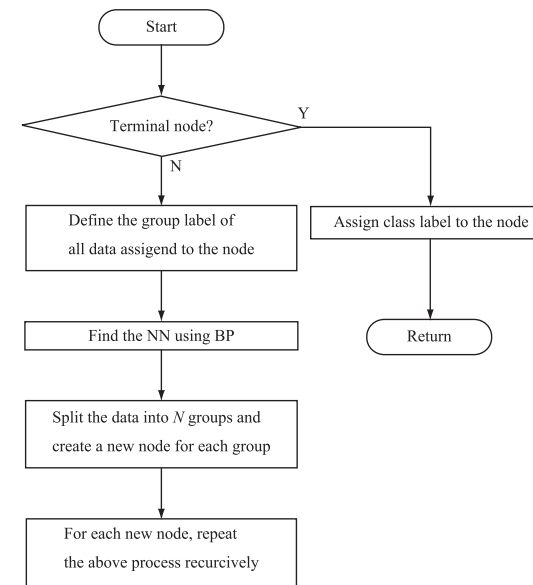 Start
Terminal node?
Y
N
Define the group label of
all data assigend to the node
Assign class label to the node
Find the NN using BP
Return
Split the data into N groups and
create a new node for each group
For each new node, repeat
the above process recurcively